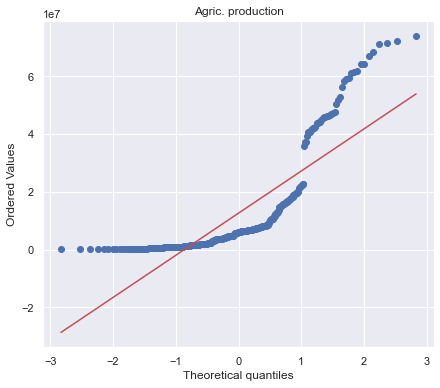 Agric. production
1e7
6
4
2
0
−2
Ordered Values
−3 −2 −1 0 1 2 3
Theoretical quantiles